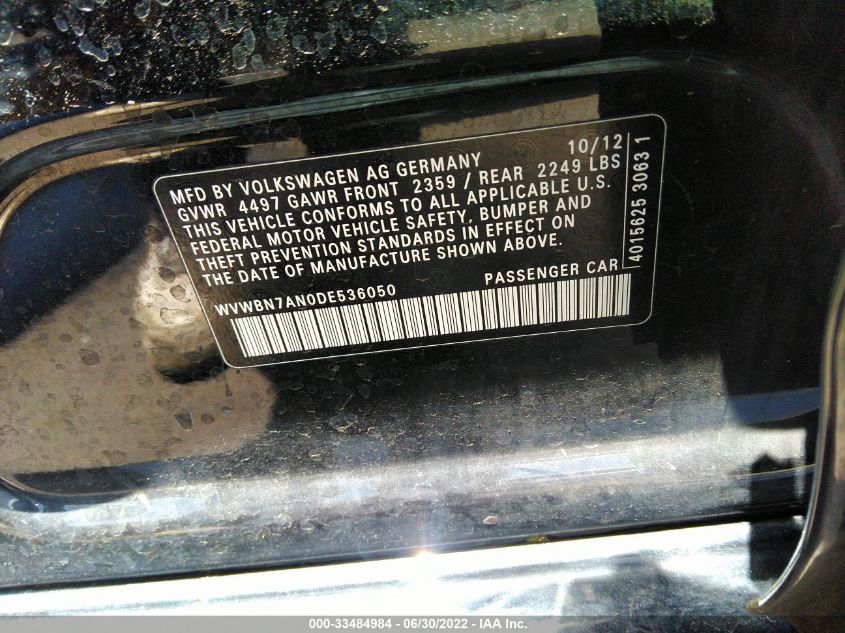 MFD BY VOLKSWAGEN AG GERMANY 10/12
GVWR 4497 GAWR FRONT 2359 / REAR 2249 LBS
THIS VEHICLE CONFORMS TO ALL APPLICABLE U.S.
FEDERAL MOTOR VEHICLE SAFETY, BUMPER AND
THEFT PREVENTION STANDARDS IN EFFECT ON
THE DATE OF MANUFACTURE SHOWN ABOVE.
WVWBN7AN0DE536050 PASSENGER CAR
4015625 3063 1
000-33484984 - 06/30/2022 - IAA Inc.